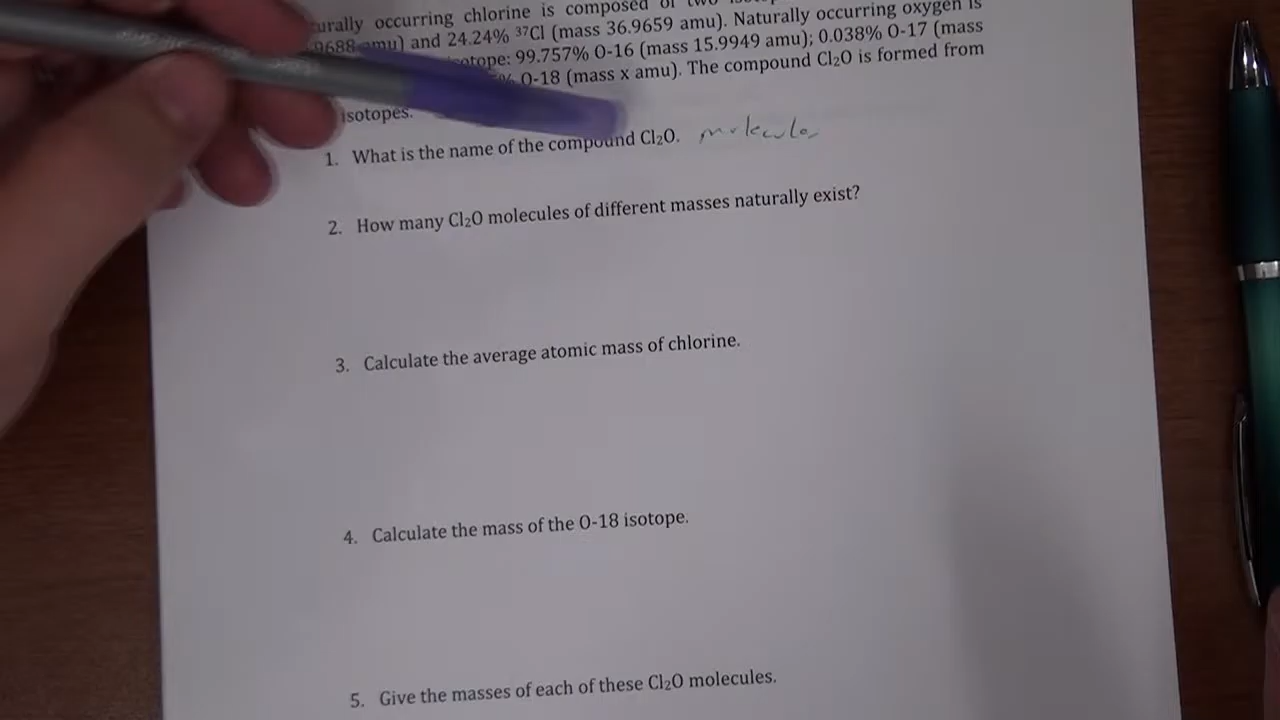 occurring chlorine is composed of two
9688 amu) and 24.24% ³⁷Cl (mass 36.9659 amu). Naturally occurring oxygen is
99.757% O-16 (mass 15.9949 amu); 0.038% O-17 (mass
% O-18 (mass x amu). The compound Cl₂O is formed from
isotopes.
1. What is the name of the compound Cl₂O. molecular
2. How many Cl₂O molecules of different masses naturally exist?
3. Calculate the average atomic mass of chlorine.
4. Calculate the mass of the O-18 isotope.
5. Give the masses of each of these Cl₂O molecules.